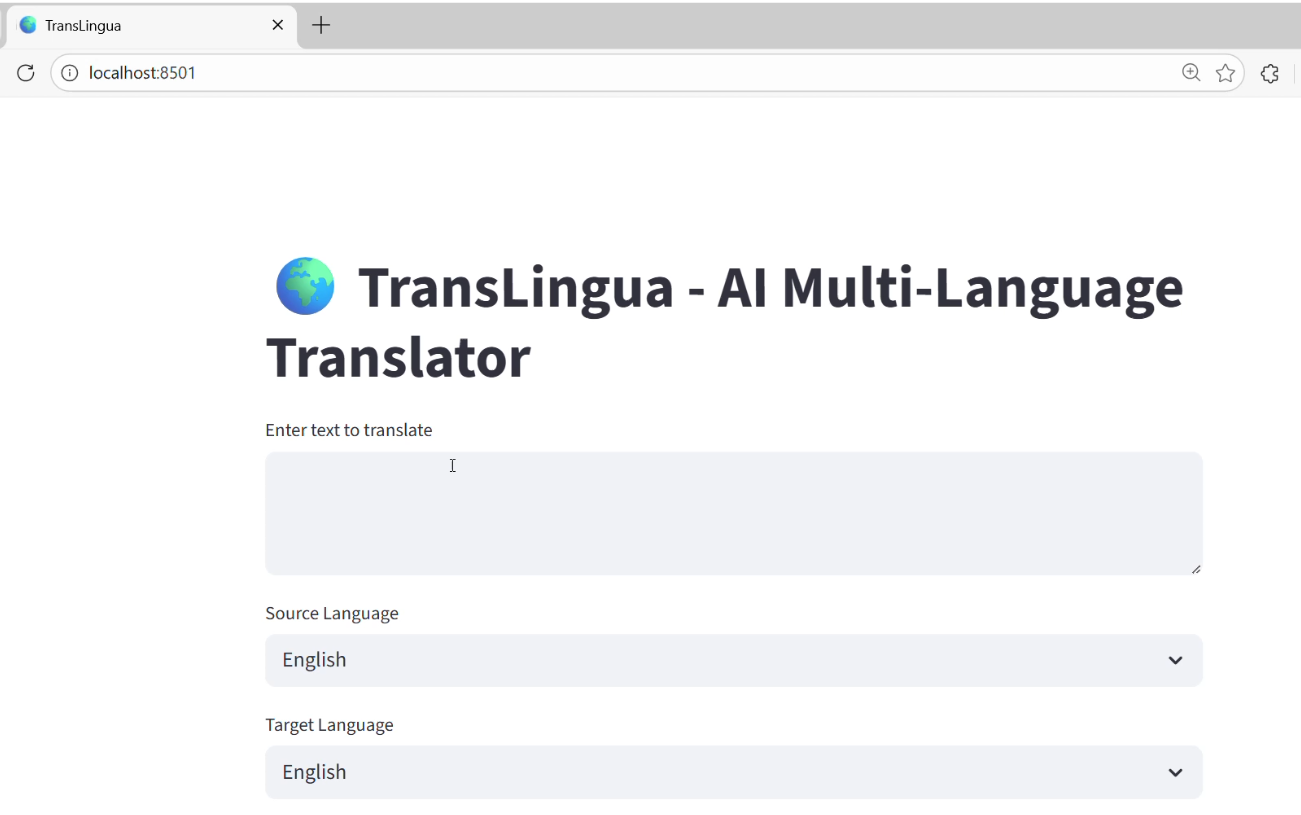 TransLingua
localhost:8501
TransLingua - AI Multi-Language
Translator
Enter text to translate
Source Language
English
Target Language
English